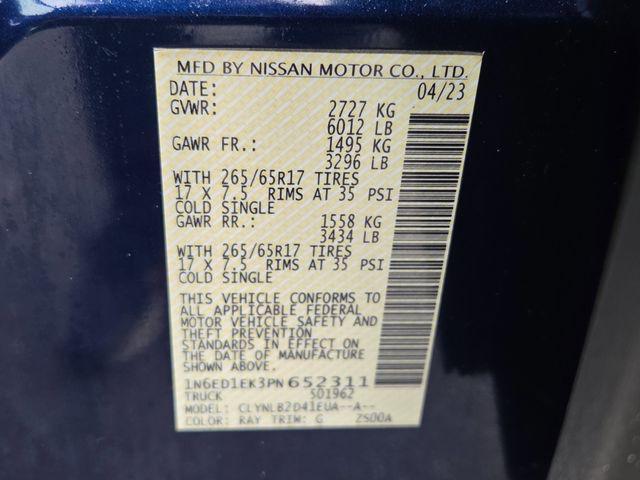 MFD BY NISSAN MOTOR CO., LTD.
DATE: 04/23
GVWR: 2727 KG
6012 LB
GAWR FR.: 1495 KG
3296 LB
WITH 265/65R17 TIRES
17 X 7.5 RIMS AT 35 PSI
COLD SINGLE
GAWR RR.: 1558 KG
3434 LB
WITH 265/65R17 TIRES
17 X 7.5 RIMS AT 35 PSI
COLD SINGLE
THIS VEHICLE CONFORMS TO
ALL APPLICABLE FEDERAL
MOTOR VEHICLE SAFETY AND
THEFT PREVENTION
STANDARDS IN EFFECT ON
THE DATE OF MANUFACTURE
SHOWN ABOVE.
1N6ED1EK3PN652311
TRUCK S01962
MODEL: CLYNLB2D41EUA--A--
COLOR: RAY TRIM: G ZS00A